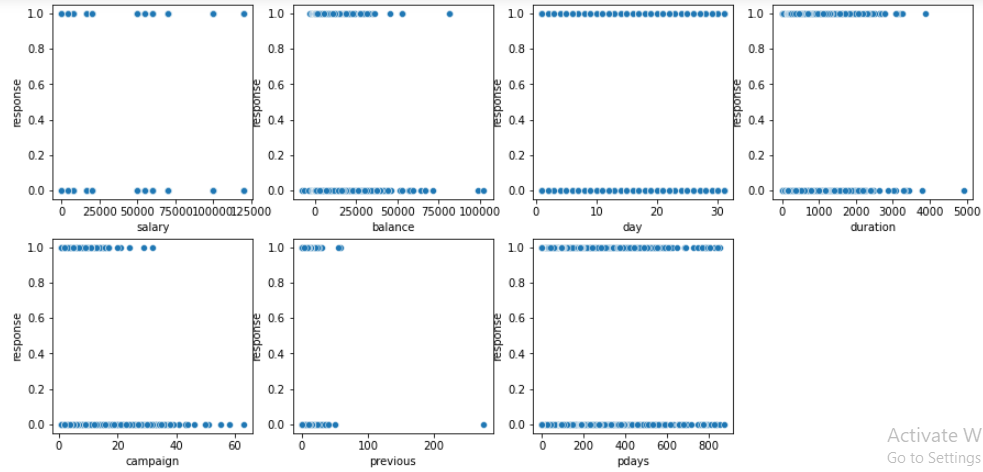 response
1.0
0.8
0.6
0.4
0.2
0.0
0 25000 50000 75000 100000 125000
salary
response
1.0
0.8
0.6
0.4
0.2
0.0
0 25000 50000 75000 100000
balance
response
1.0
0.8
0.6
0.4
0.2
0.0
0 10 20 30
day
response
1.0
0.8
0.6
0.4
0.2
0.0
0 1000 2000 3000 4000 5000
duration
response
1.0
0.8
0.6
0.4
0.2
0.0
0 20 40 60
campaign
response
1.0
0.8
0.6
0.4
0.2
0.0
0 100 200
previous
response
1.0
0.8
0.6
0.4
0.2
0.0
0 200 400 600 800
pdays
Activate W
Go to Settings